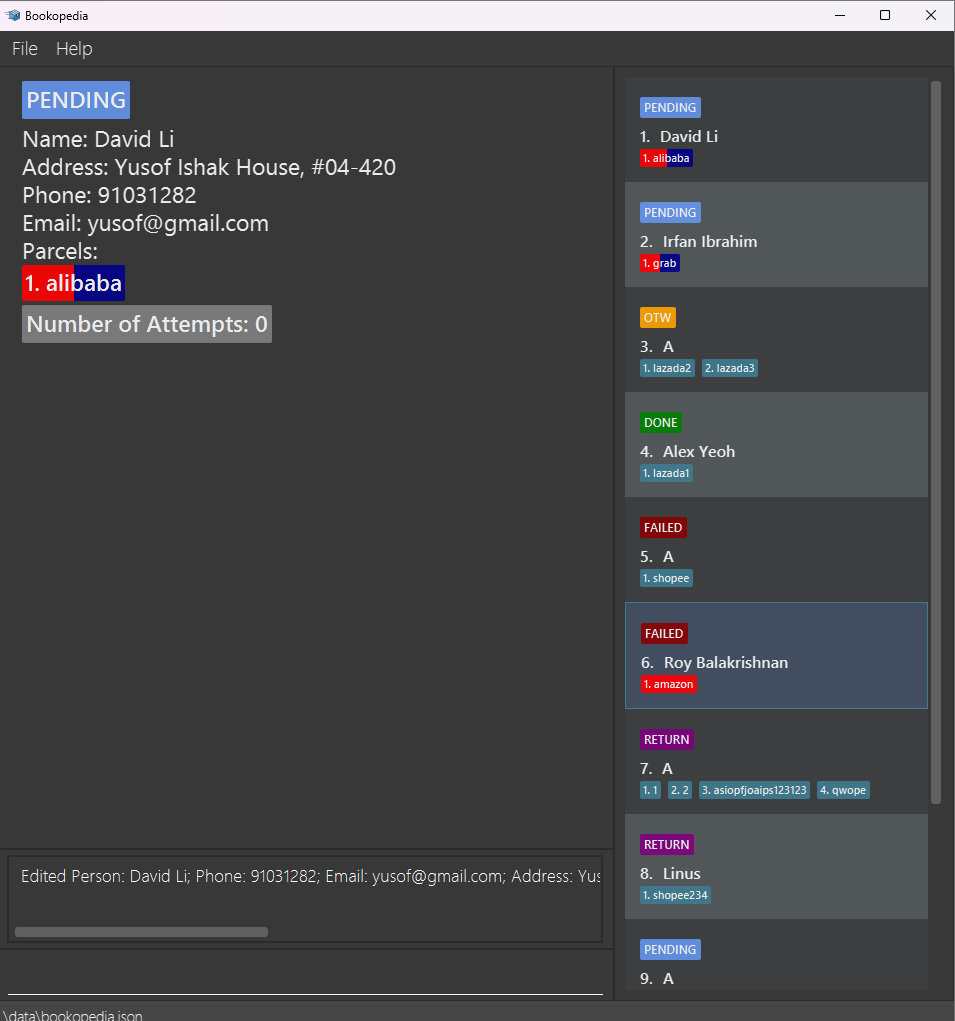 Bookopedia
File Help
PENDING
Name: David Li
Address: Yusof Ishak House, #04-420
Phone: 91031282
Email: yusof@gmail.com
Parcels:
1. alibaba
Number of Attempts: 0
Edited Person: David Li; Phone: 91031282; Email: yusof@gmail.com; Address: Yus
PENDING
1. David Li
1. alibaba
PENDING
2. Irfan Ibrahim
1. grab
OTW
3. A
1. lazada2 2. lazada3
DONE
4. Alex Yeoh
1. lazada1
FAILED
5. A
1. shopee
FAILED
6. Roy Balakrishnan
1. amazon
RETURN
7. A
1. 1 2. 2 3. asiopfjoaips123123 4. qwope
RETURN
8. Linus
1. shopee234
PENDING
9. A
\data\bookopedia.json